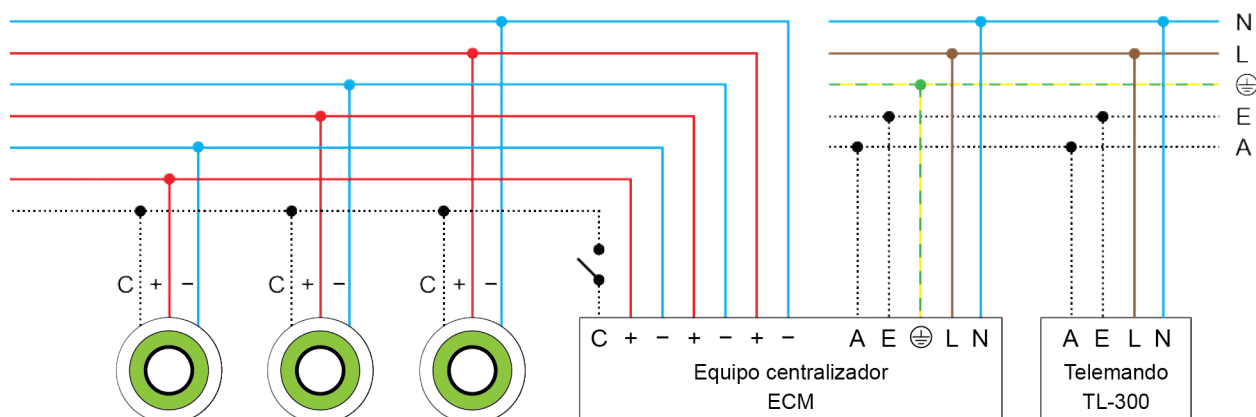 N
L
E
A
C + − C + − C + −
C + − + − + − A E ⏚ L N A E L N
Equipo centralizador
ECM
Telemando
TL-300